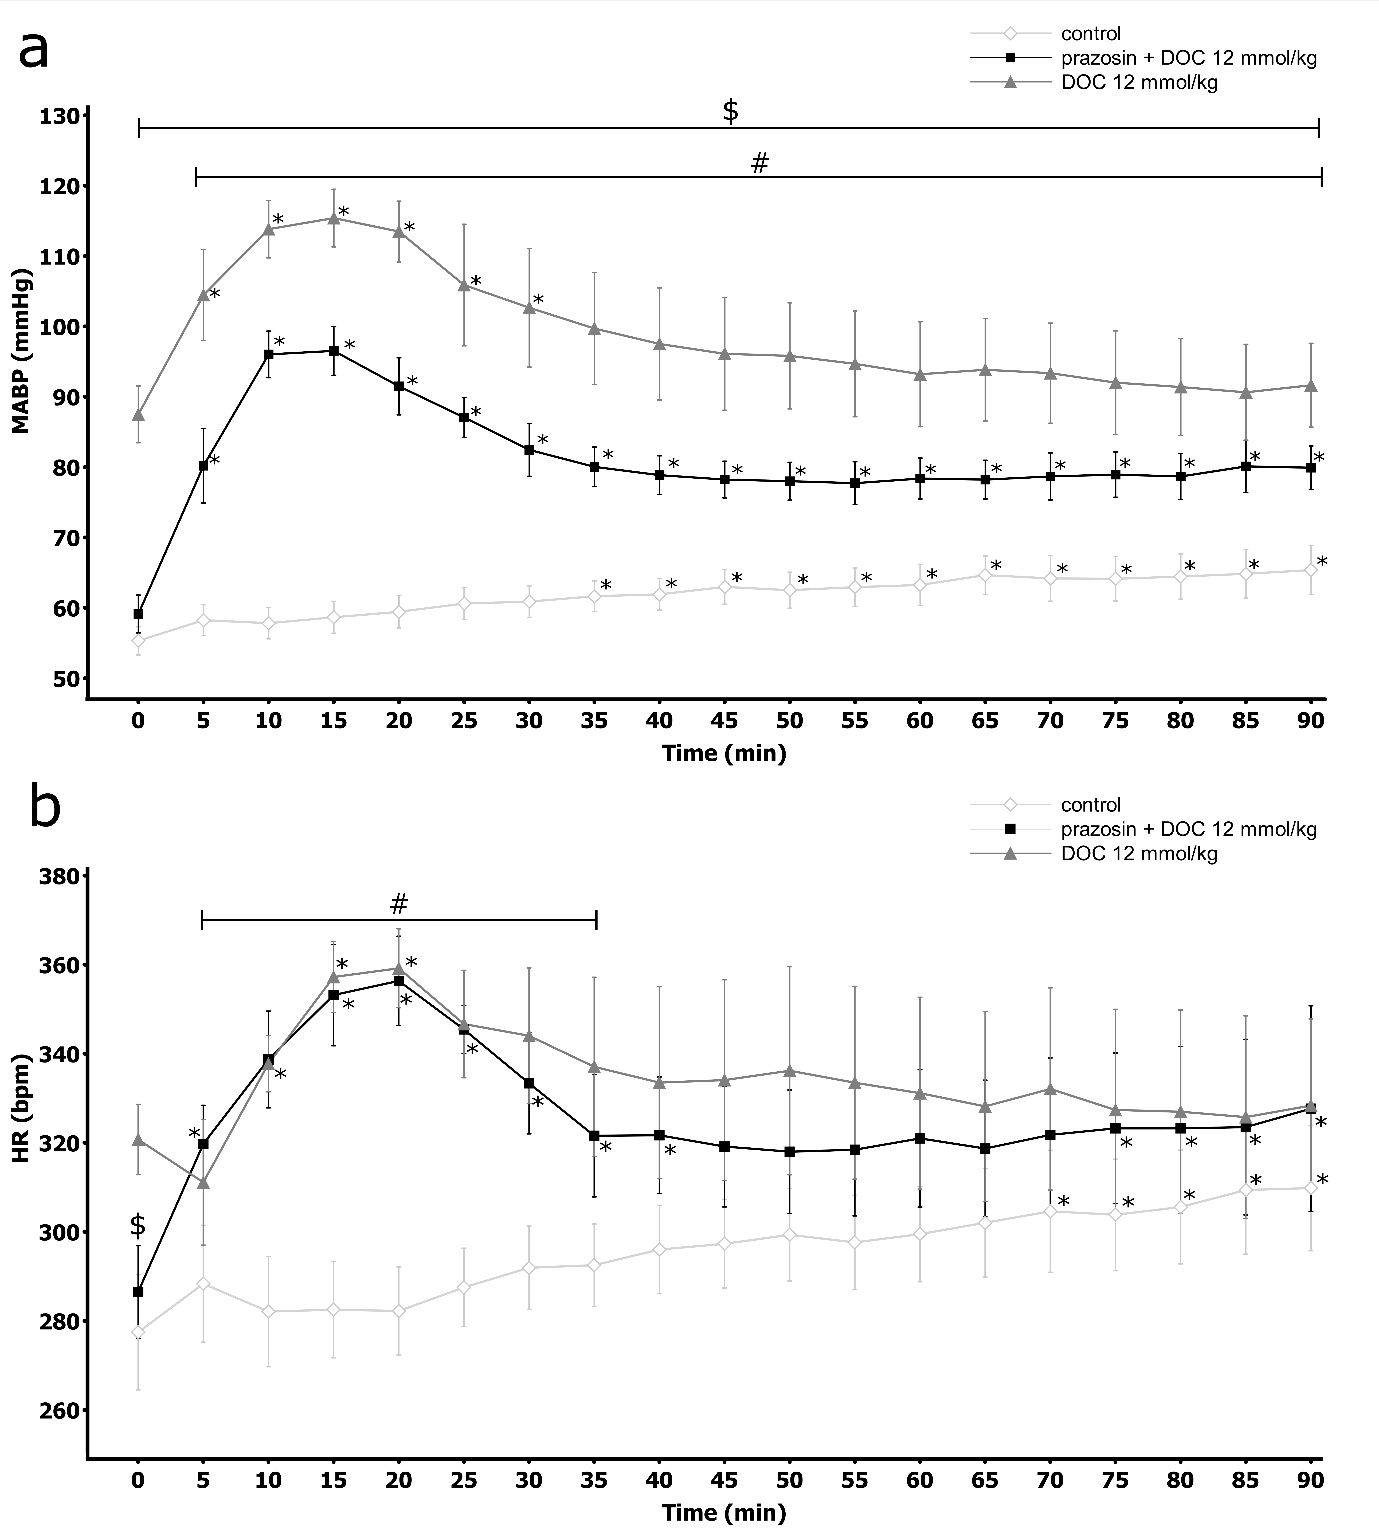 a
control
prazosin + DOC 12 mmol/kg
DOC 12 mmol/kg
$
#
130
120
110
100
90
80
70
60
50
MABP (mmHg)
* * * * * *
* * * * * * * * * * * * * * * * * *
* * * * * * * * * * * *
0 5 10 15 20 25 30 35 40 45 50 55 60 65 70 75 80 85 90
Time (min)
b
control
prazosin + DOC 12 mmol/kg
DOC 12 mmol/kg
#
380
360
340
320
300
280
260
HR (bpm)
$
* *
* * * * * * * * * * * *
* * * * *
0 5 10 15 20 25 30 35 40 45 50 55 60 65 70 75 80 85 90
Time (min)